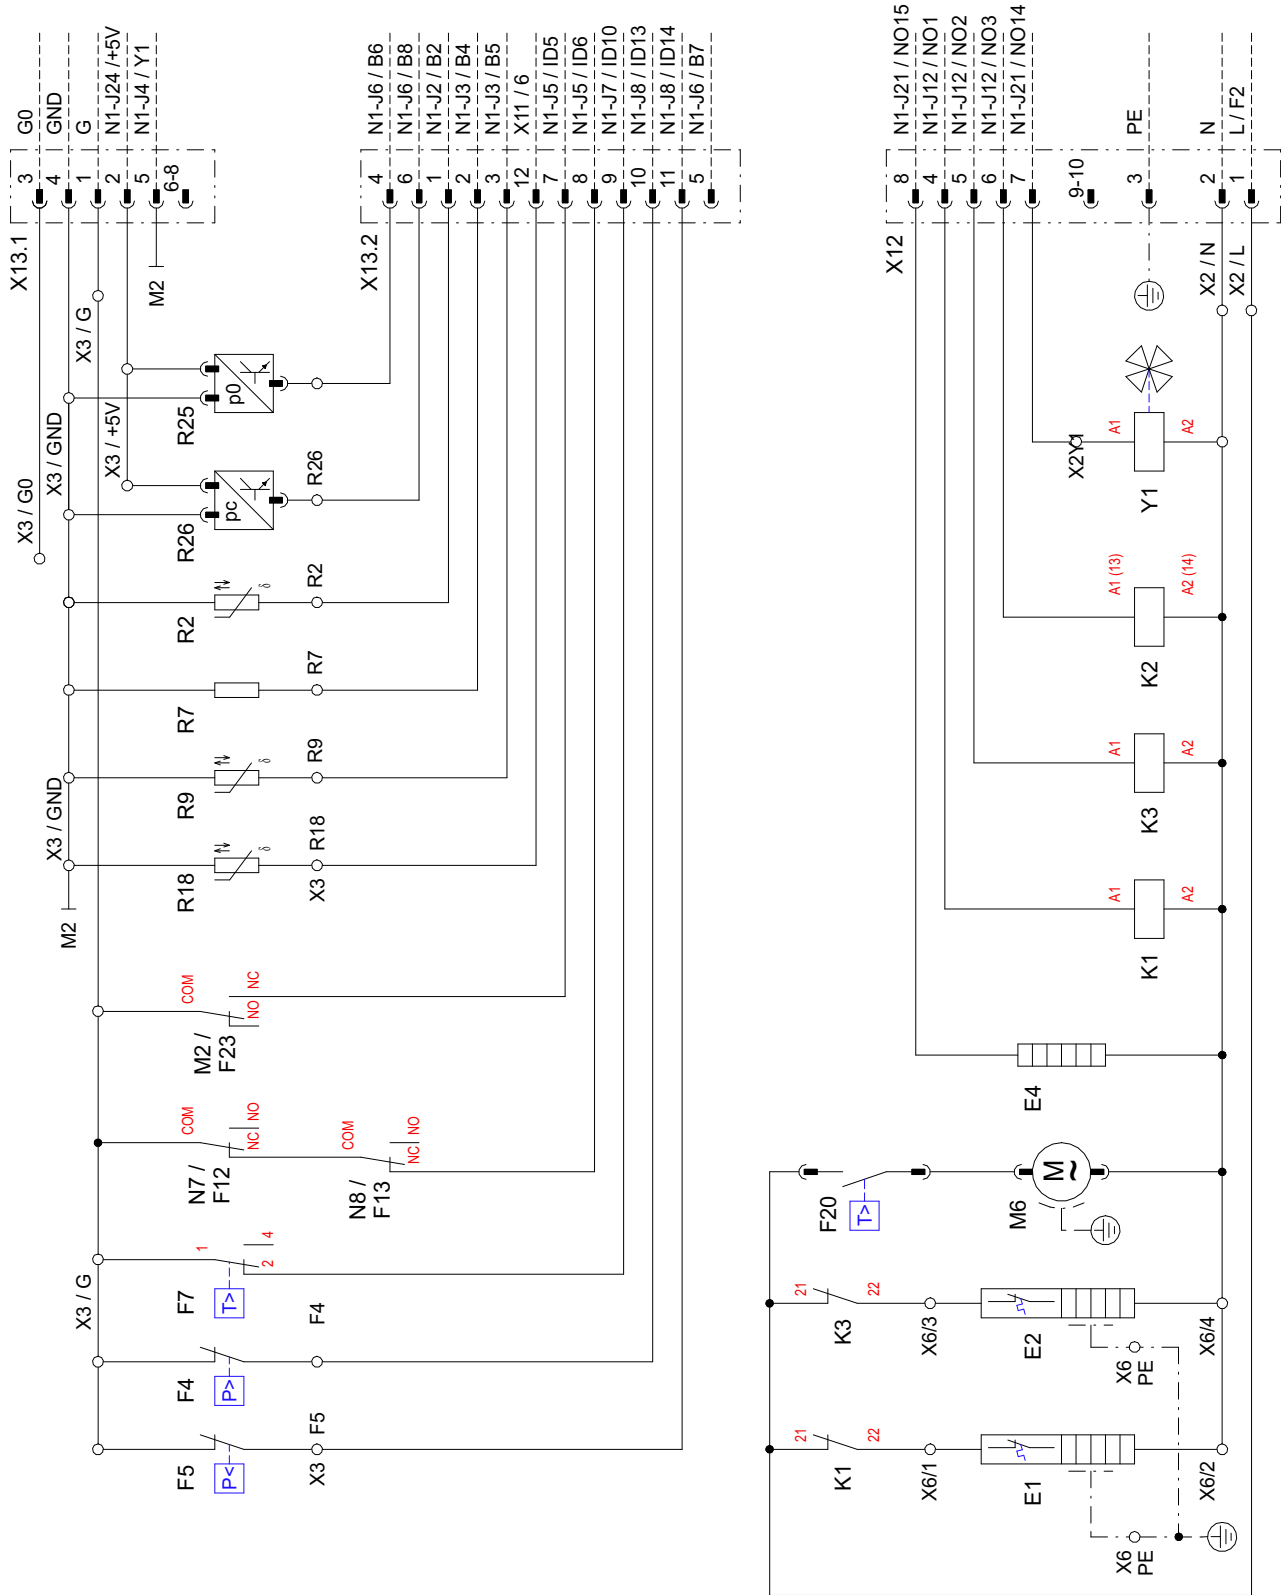 G0
GND
G
N1-J24 /+5V
N1-J4 / Y1
3
4
1
2
5
6-8
X13.1
X3 / G0
X3 / GND
X3 / G
X3 / +5V
M2
R25
p0
R26
pc
R26
R2
R2
R7
R7
R9
R9
X3 / GND
R18
X3
R18
M2
N1-J6 / B6
N1-J6 / B8
N1-J2 / B2
N1-J3 / B4
N1-J3 / B5
X11 / 6
N1-J5 / ID5
N1-J5 / ID6
N1-J7 / ID10
N1-J8 / ID13
N1-J8 / ID14
N1-J6 / B7
4
6
1
2
3
12
7
8
9
10
11
5
X13.2
COM
NO
NC
M2 /
F23
COM
NC
NO
N7 /
F12
COM
NC
NO
N8 /
F13
X3 / G
1
2
4
F7
T>
F4
P>
F4
F5
P<
X3
F5
N1-J21 / NO15
N1-J12 / NO1
N1-J12 / NO2
N1-J12 / NO3
N1-J21 / NO14
PE
N
L / F2
8
4
5
6
7
9-10
3
2
1
X12
X2 / N
X2 / L
X2Y1
A1
A2
Y1
A1 (13)
A2 (14)
K2
A1
A2
K3
A1
A2
K1
E4
F20
T>
M6
M
~
21
22
K3
X6/3
E2
X6/4
X6
PE
21
22
K1
X6/1
E1
X6/2
X6
PE